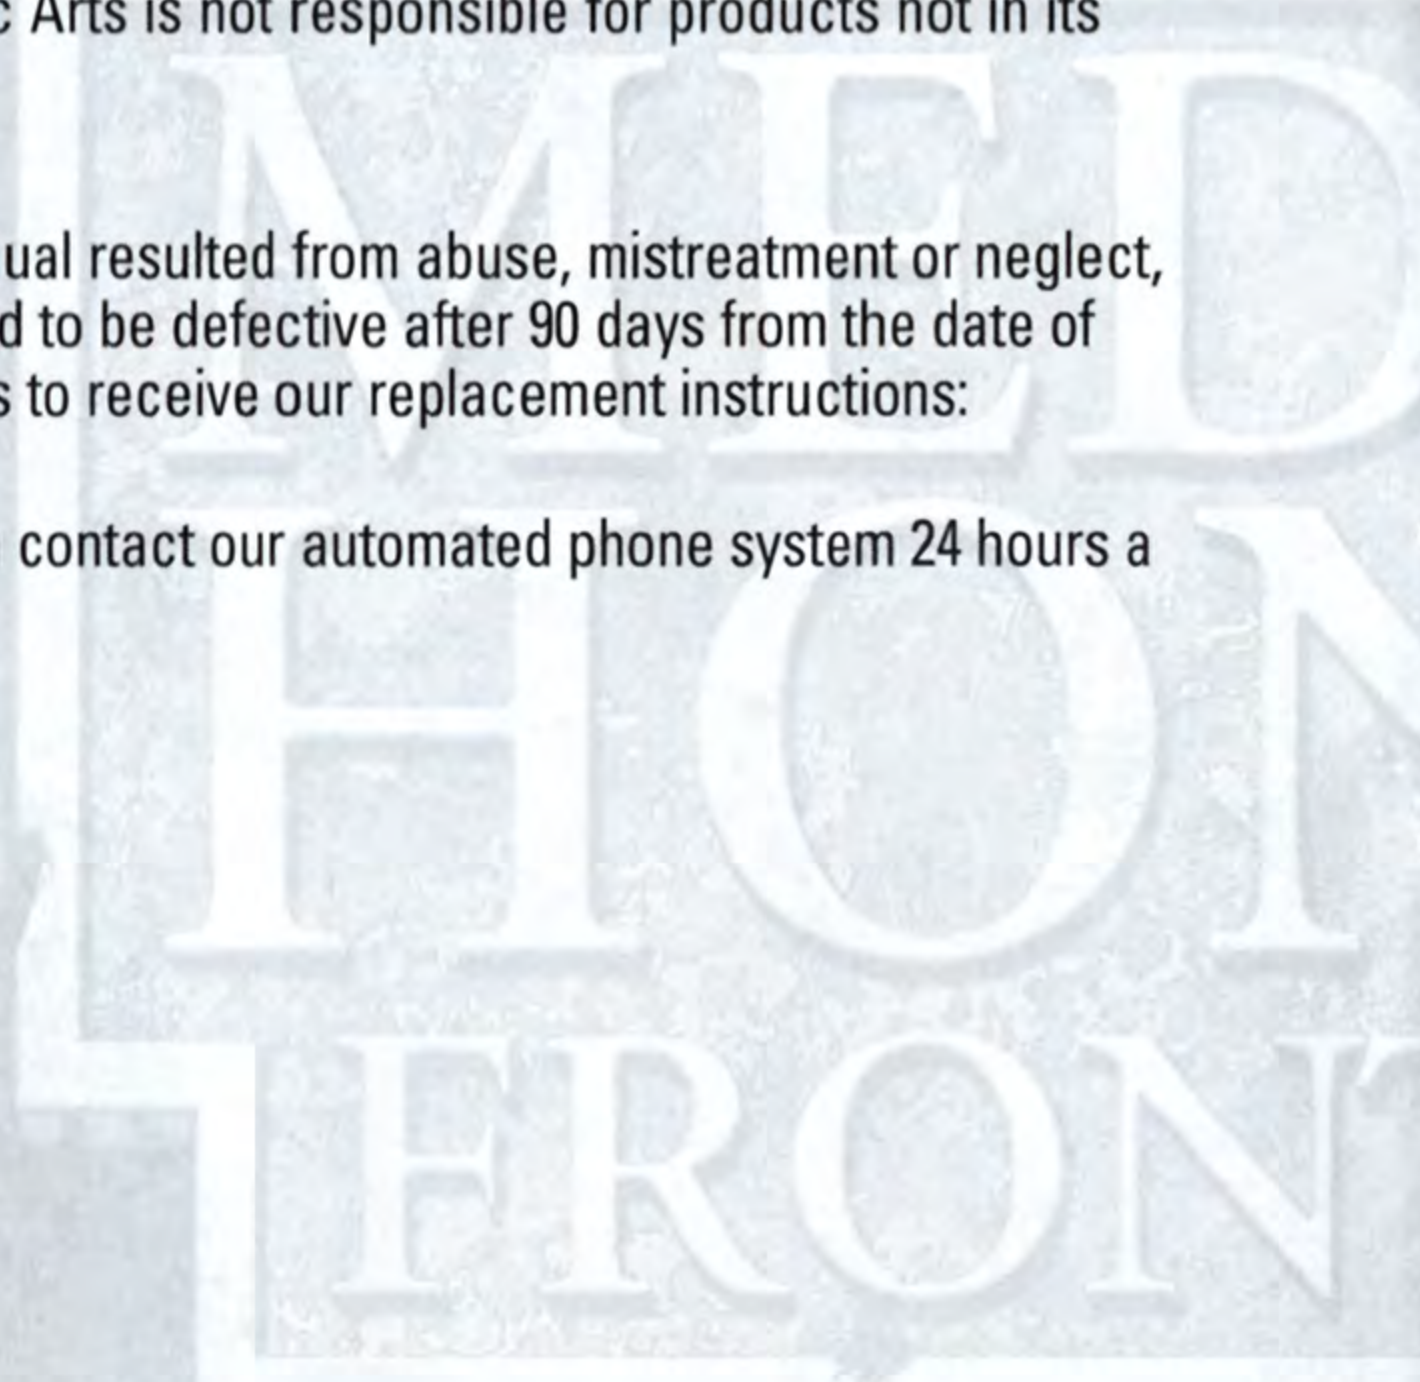 Arts is not responsible for products not in its
MED
ual resulted from abuse, mistreatment or neglect,
d to be defective after 90 days from the date of
s to receive our replacement instructions:
contact our automated phone system 24 hours a
HON
FRONT